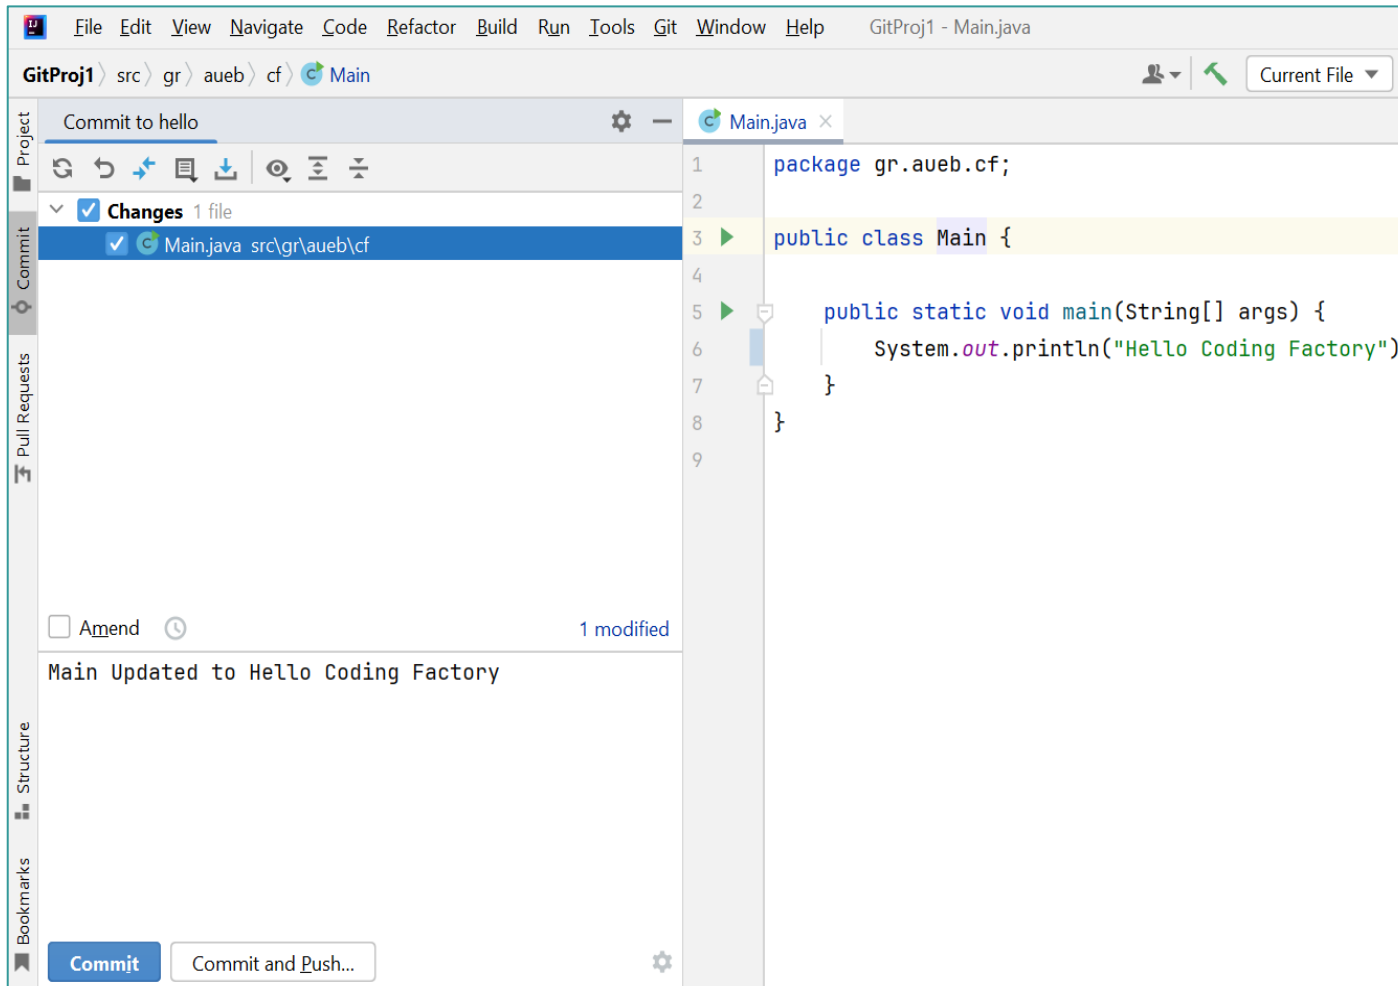 File Edit View Navigate Code Refactor Build Run Tools Git Window Help GitProj1 - Main.java
GitProj1 src gr aueb cf Main
Current File
Project
Commit
Pull Requests
Structure
Bookmarks
Commit to hello
Changes 1 file
Main.java src\gr\aueb\cf
Amend
1 modified
Main Updated to Hello Coding Factory
Commit
Commit and Push...
Main.java
1 package gr.aueb.cf;
2
3 public class Main {
4
5 public static void main(String[] args) {
6 System.out.println("Hello Coding Factory")
7 }
8 }
9